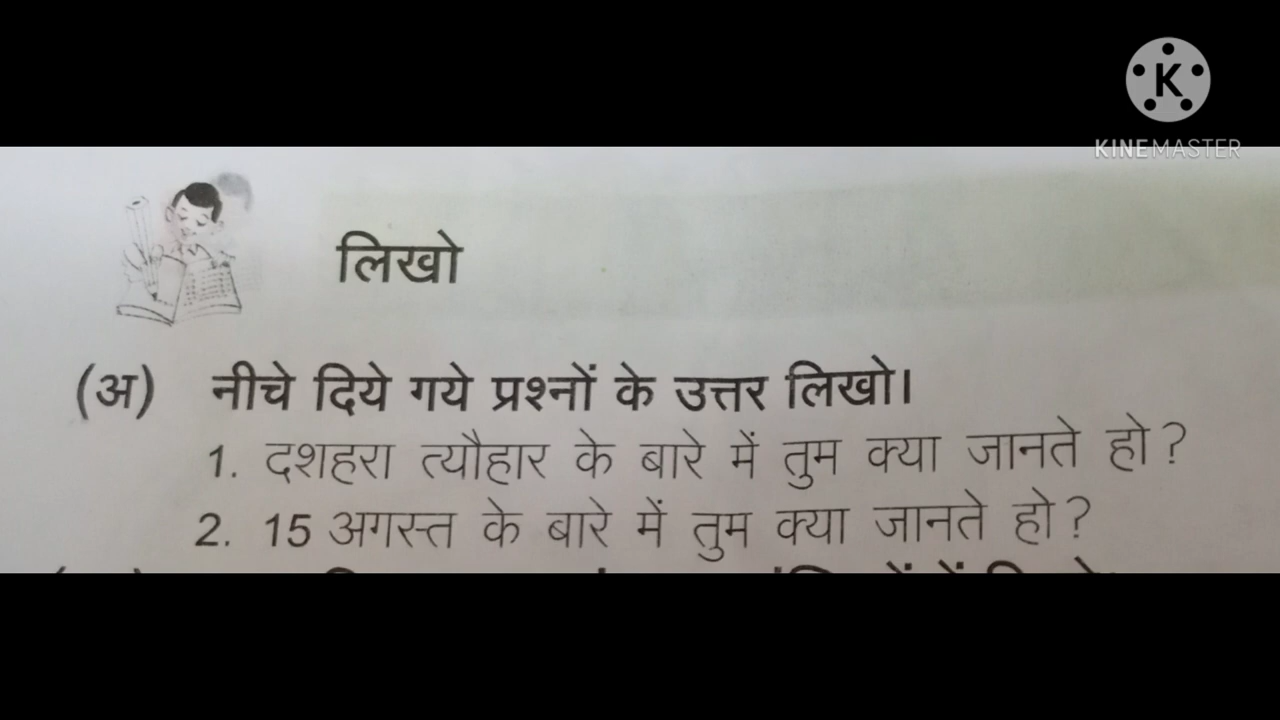 K
KINEMASTER
लिखो
(अ) नीचे दिये गये प्रश्नों के उत्तर लिखो।
1. दशहरा त्यौहार के बारे में तुम क्या जानते हो?
2. 15 अगस्त के बारे में तुम क्या जानते हो?